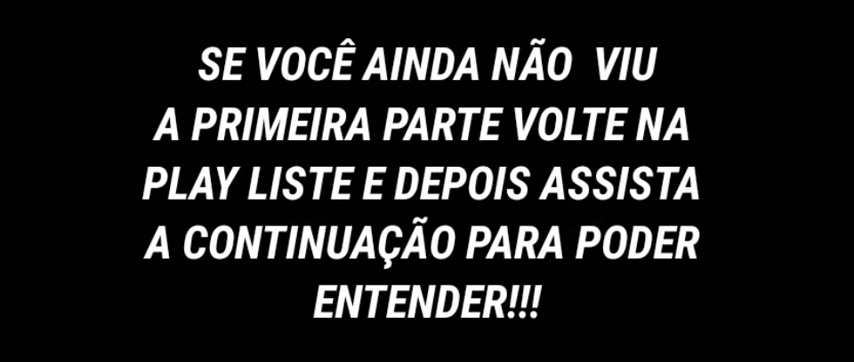 SE VOCÊ AINDA NÃO VIU
A PRIMEIRA PARTE VOLTE NA
PLAY LISTE E DEPOIS ASSISTA
A CONTINUAÇÃO PARA PODER
ENTENDER!!!